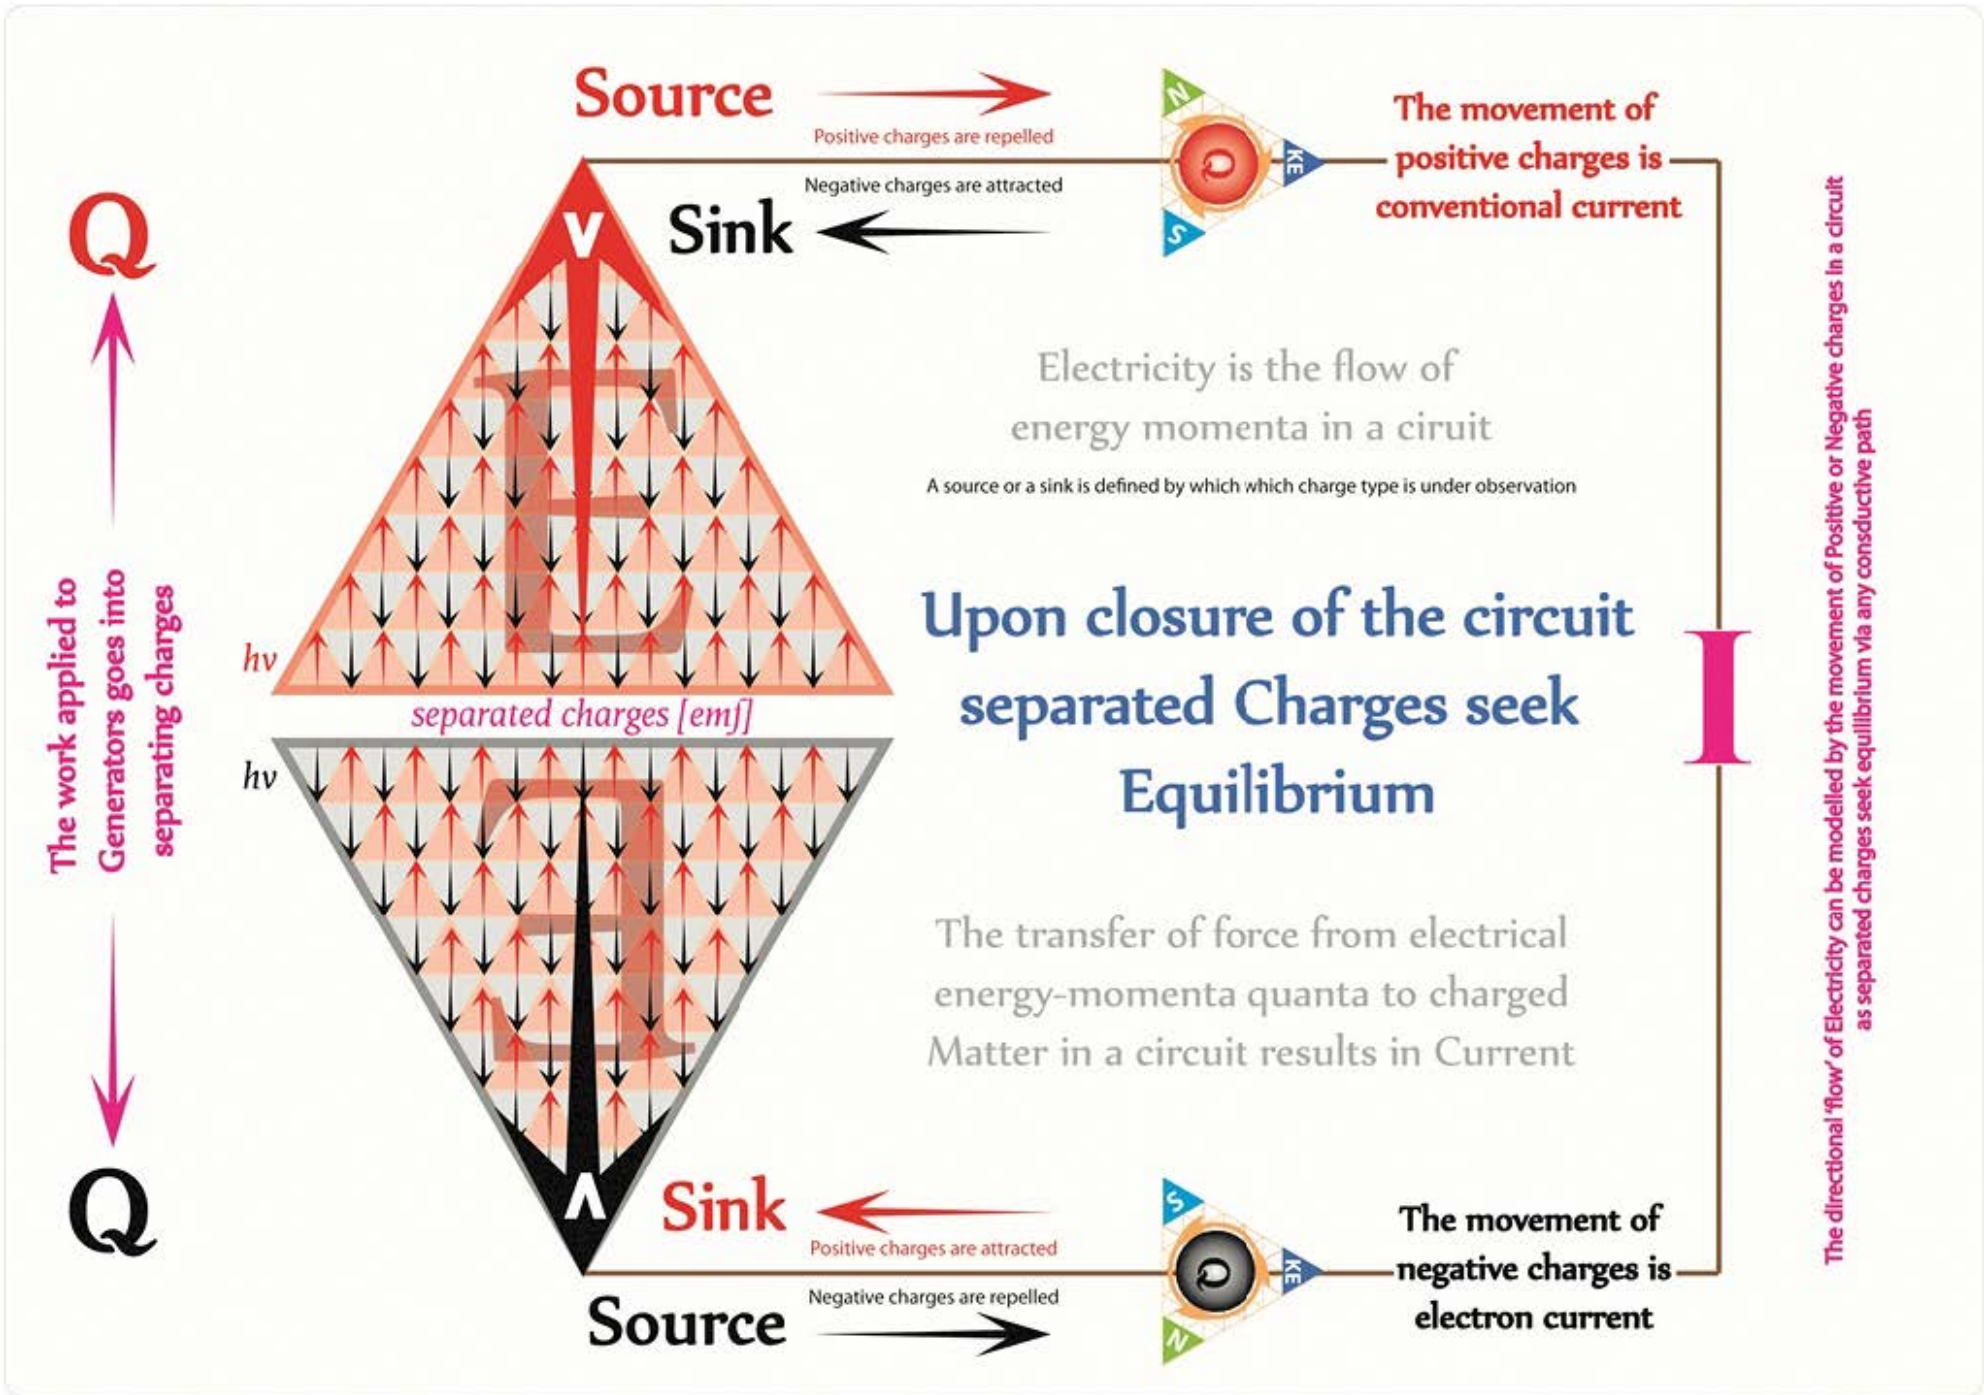 Source
Positive charges are repelled
Negative charges are attracted
Sink
N
Q
KE
S
The movement of
positive charges is
conventional current
Q
The work applied to
Generators goes into
separating charges
Q
V
E
hv
separated charges [emf]
hv
E
V
Electricity is the flow of
energy momenta in a ciruit
A source or a sink is defined by which which charge type is under observation
Upon closure of the circuit
separated Charges seek
Equilibrium
The transfer of force from electrical
energy-momenta quanta to charged
Matter in a circuit results in Current
I
The directional 'flow' of Electricity can be modelled by the movement of Positive or Negative charges in a circuit
as separated charges seek equilibrium via any consductive path
Sink
Positive charges are attracted
Negative charges are repelled
Source
S
Q
KE
N
The movement of
negative charges is
electron current